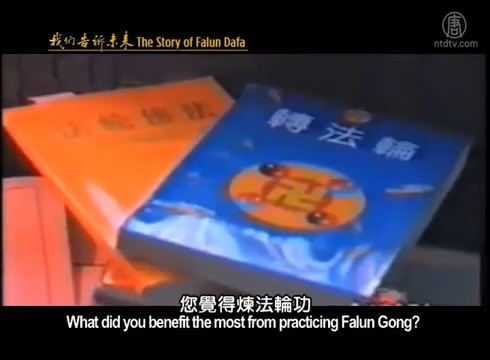 我們告訴未來 The Story of Falun Dafa
唐
ntdtv.com
轉法輪
您覺得煉法輪功
What did you benefit the most from practicing Falun Gong?